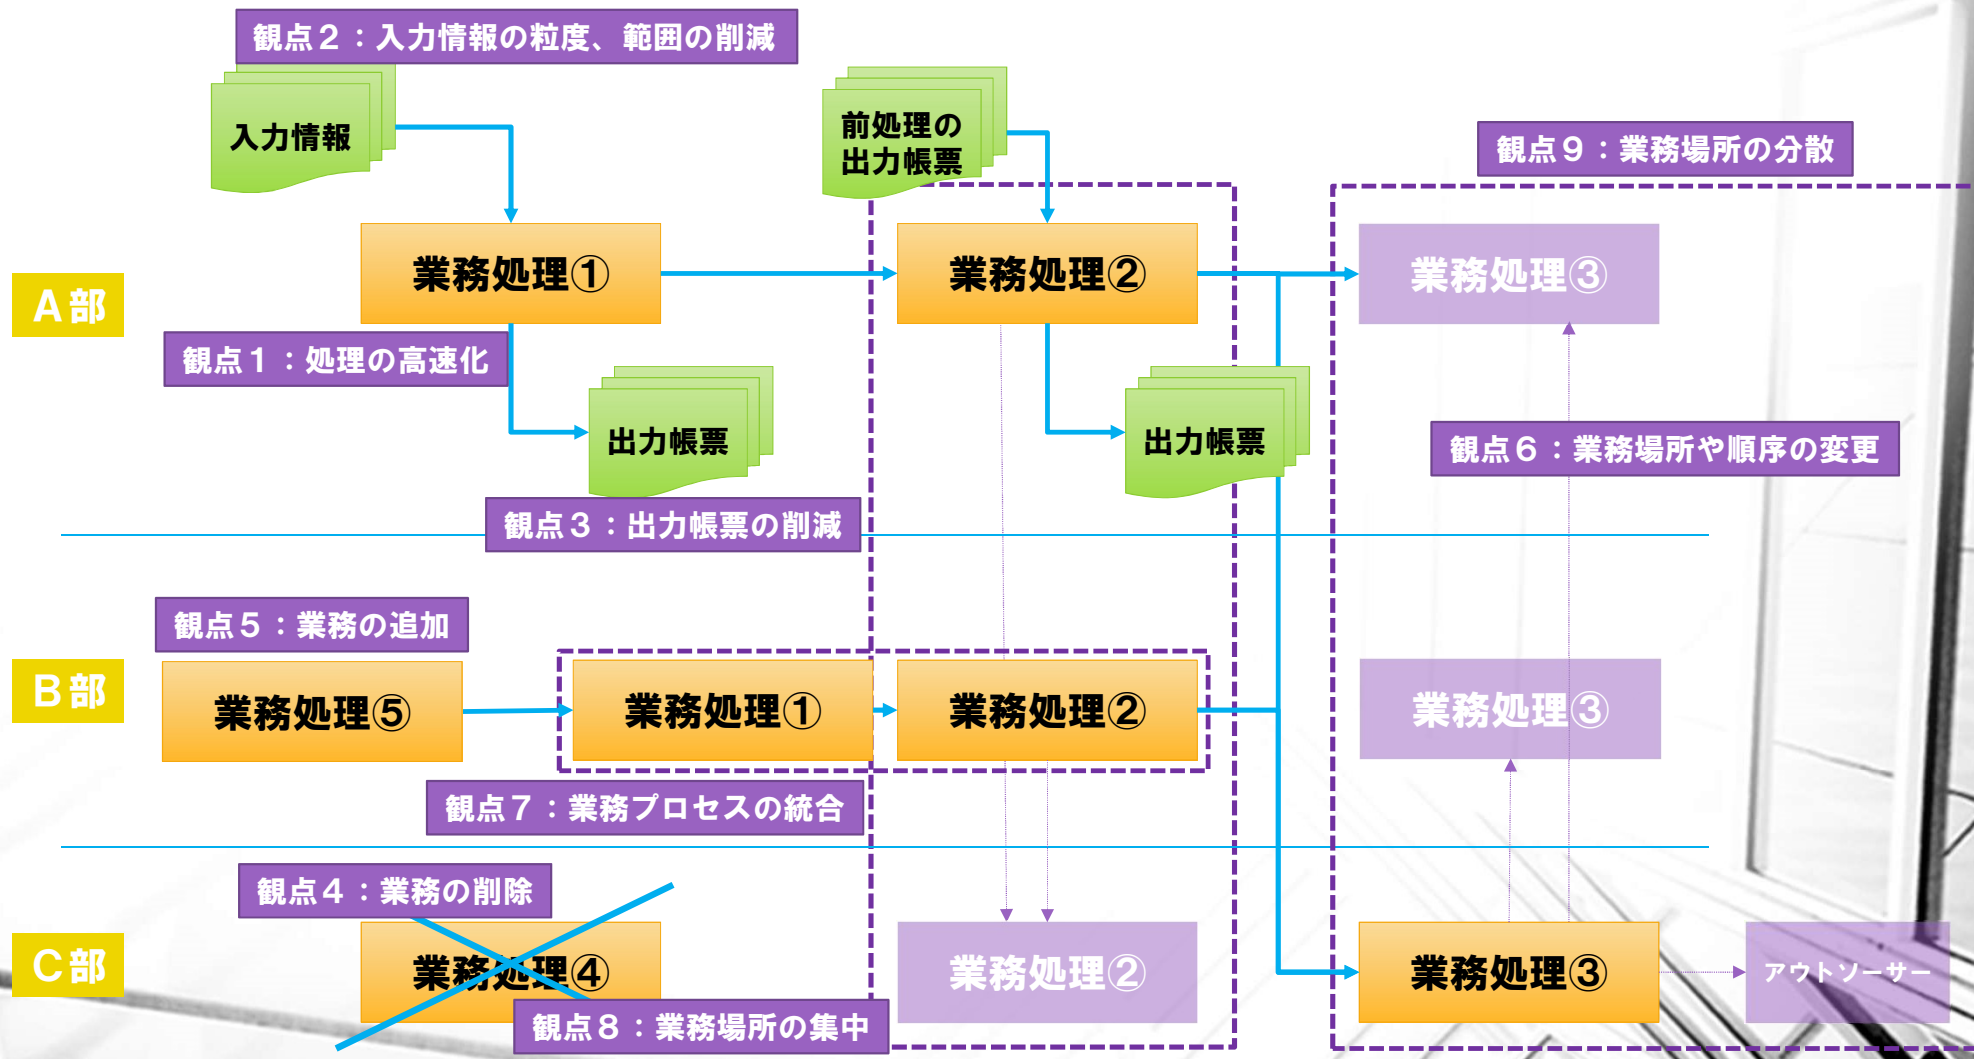 観点２：入力情報の粒度、範囲の削減
入力情報
前処理の
出力帳票
観点９：業務場所の分散
A部
業務処理①
業務処理②
業務処理③
観点１：処理の高速化
出力帳票
出力帳票
観点６：業務場所や順序の変更
観点３：出力帳票の削減
観点５：業務の追加
B部
業務処理⑤
業務処理①
業務処理②
業務処理③
観点７：業務プロセスの統合
観点４：業務の削除
C部
業務処理④
業務処理②
業務処理③
アウトソーサー
観点８：業務場所の集中